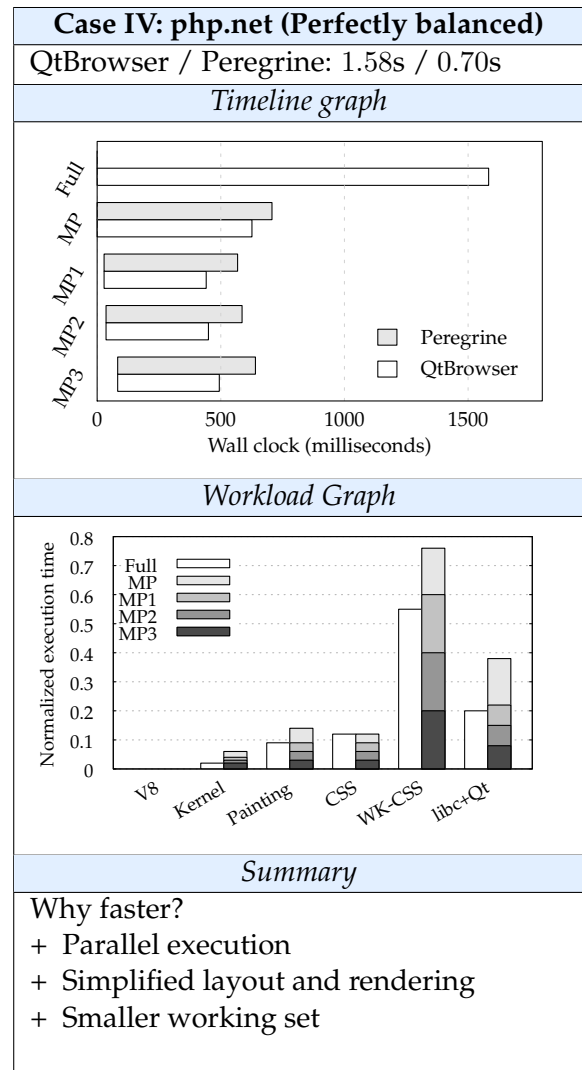 Case IV: php.net (Perfectly balanced)
QtBrowser / Peregrine: 1.58s / 0.70s
Timeline graph
Full
MP
MP1
MP2
MP3
Peregrine
QtBrowser
0 500 1000 1500
Wall clock (milliseconds)
Workload Graph
Normalized execution time
0.8
0.7
0.6
0.5
0.4
0.3
0.2
0.1
0
Full
MP
MP1
MP2
MP3
V8 Kernel Painting CSS WK-CSS libc+Qt
Summary
Why faster?
+ Parallel execution
+ Simplified layout and rendering
+ Smaller working set